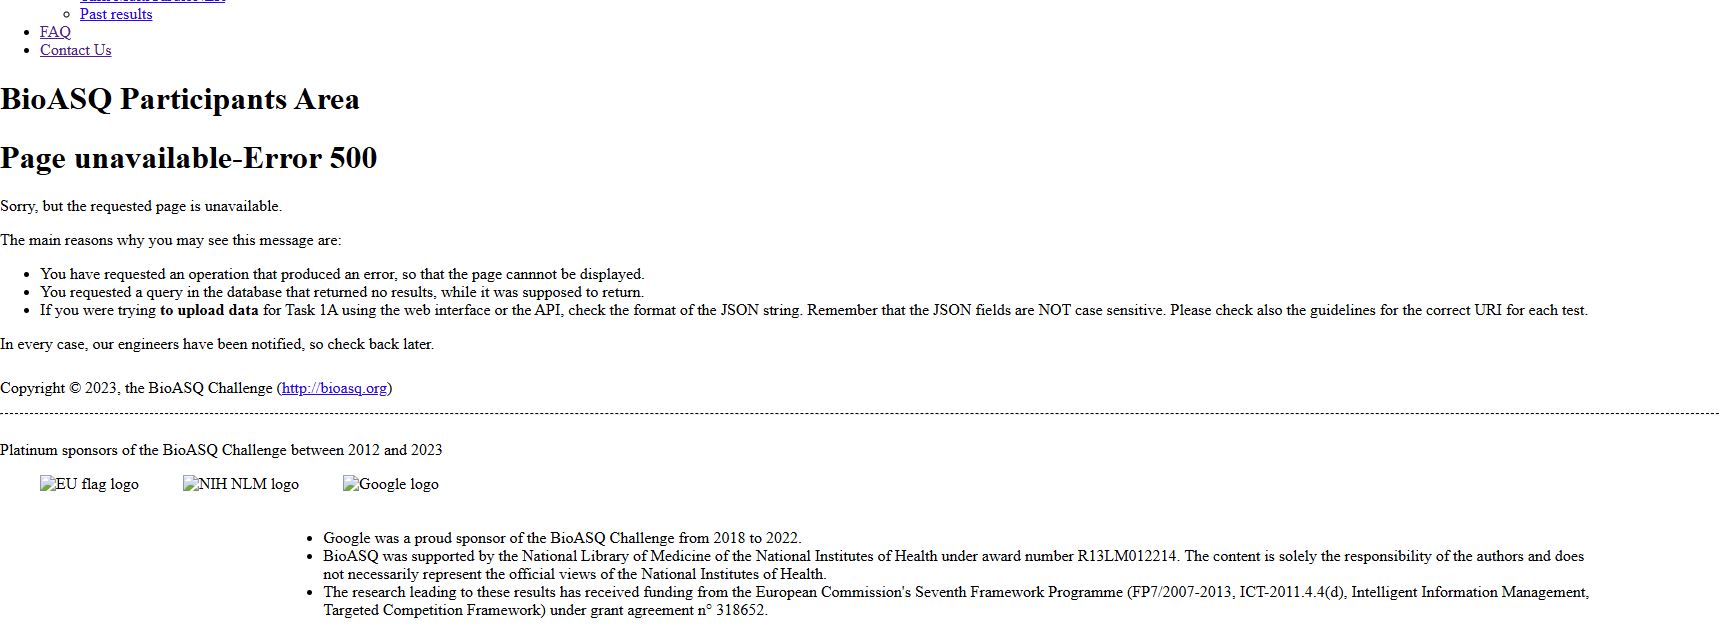 Past results
FAQ
Contact Us
BioASQ Participants Area
Page unavailable-Error 500
Sorry, but the requested page is unavailable.
The main reasons why you may see this message are:
You have requested an operation that produced an error, so that the page cannnot be displayed.
You requested a query in the database that returned no results, while it was supposed to return.
If you were trying to upload data for Task 1A using the web interface or the API, check the format of the JSON string. Remember that the JSON fields are NOT case sensitive. Please check also the guidelines for the correct URI for each test.
In every case, our engineers have been notified, so check back later.
Copyright © 2023, the BioASQ Challenge (http://bioasq.org)
Platinum sponsors of the BioASQ Challenge between 2012 and 2023
EU flag logo NIH NLM logo Google logo
Google was a proud sponsor of the BioASQ Challenge from 2018 to 2022.
BioASQ was supported by the National Library of Medicine of the National Institutes of Health under award number R13LM012214. The content is solely the responsibility of the authors and does
not necessarily represent the official views of the National Institutes of Health.
The research leading to these results has received funding from the European Commission's Seventh Framework Programme (FP7/2007-2013, ICT-2011.4.4(d), Intelligent Information Management,
Targeted Competition Framework) under grant agreement n° 318652.